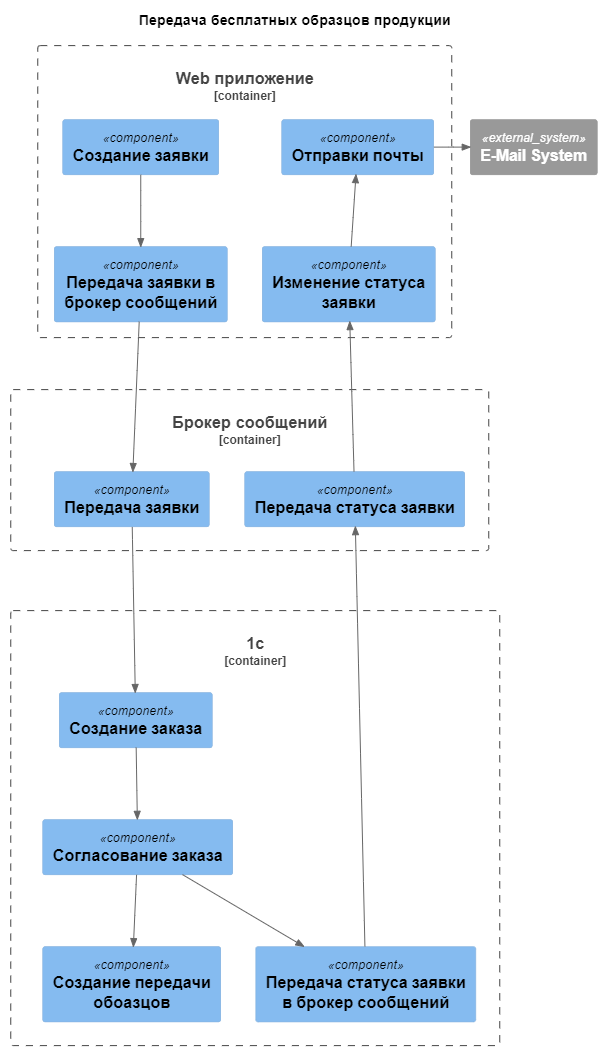 Передача бесплатных образцов продукции
Web приложение
[container]
«component»
Создание заявки
«component»
Отправки почты
«external_system»
E-Mail System
«component»
Передача заявки в
брокер сообщений
«component»
Изменение статуса
заявки
Брокер сообщений
[container]
«component»
Передача заявки
«component»
Передача статуса заявки
1с
[container]
«component»
Создание заказа
«component»
Согласование заказа
«component»
Создание передачи
обоазцов
«component»
Передача статуса заявки
в брокер сообщений